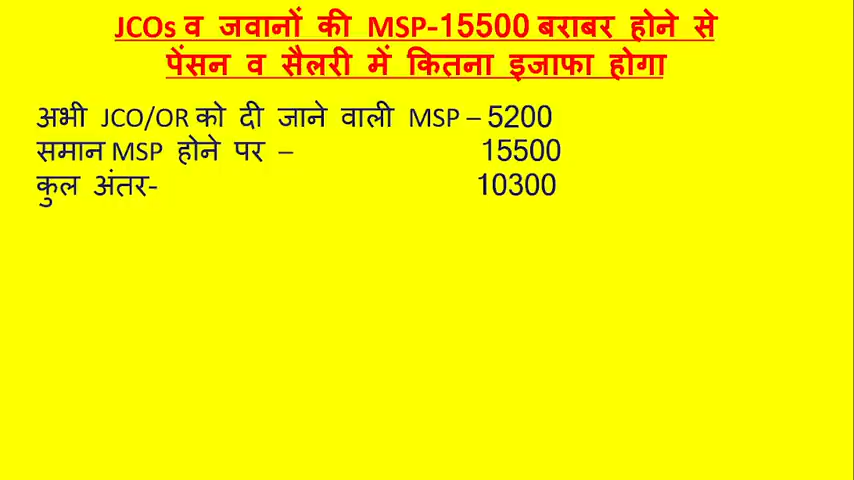 JCOs व जवानों की MSP-15500 बराबर होने से
पेंसन व सैलरी में कितना इजाफा होगा
अभी JCO/OR को दी जाने वाली MSP – 5200
समान MSP होने पर – 15500
कुल अंतर- 10300